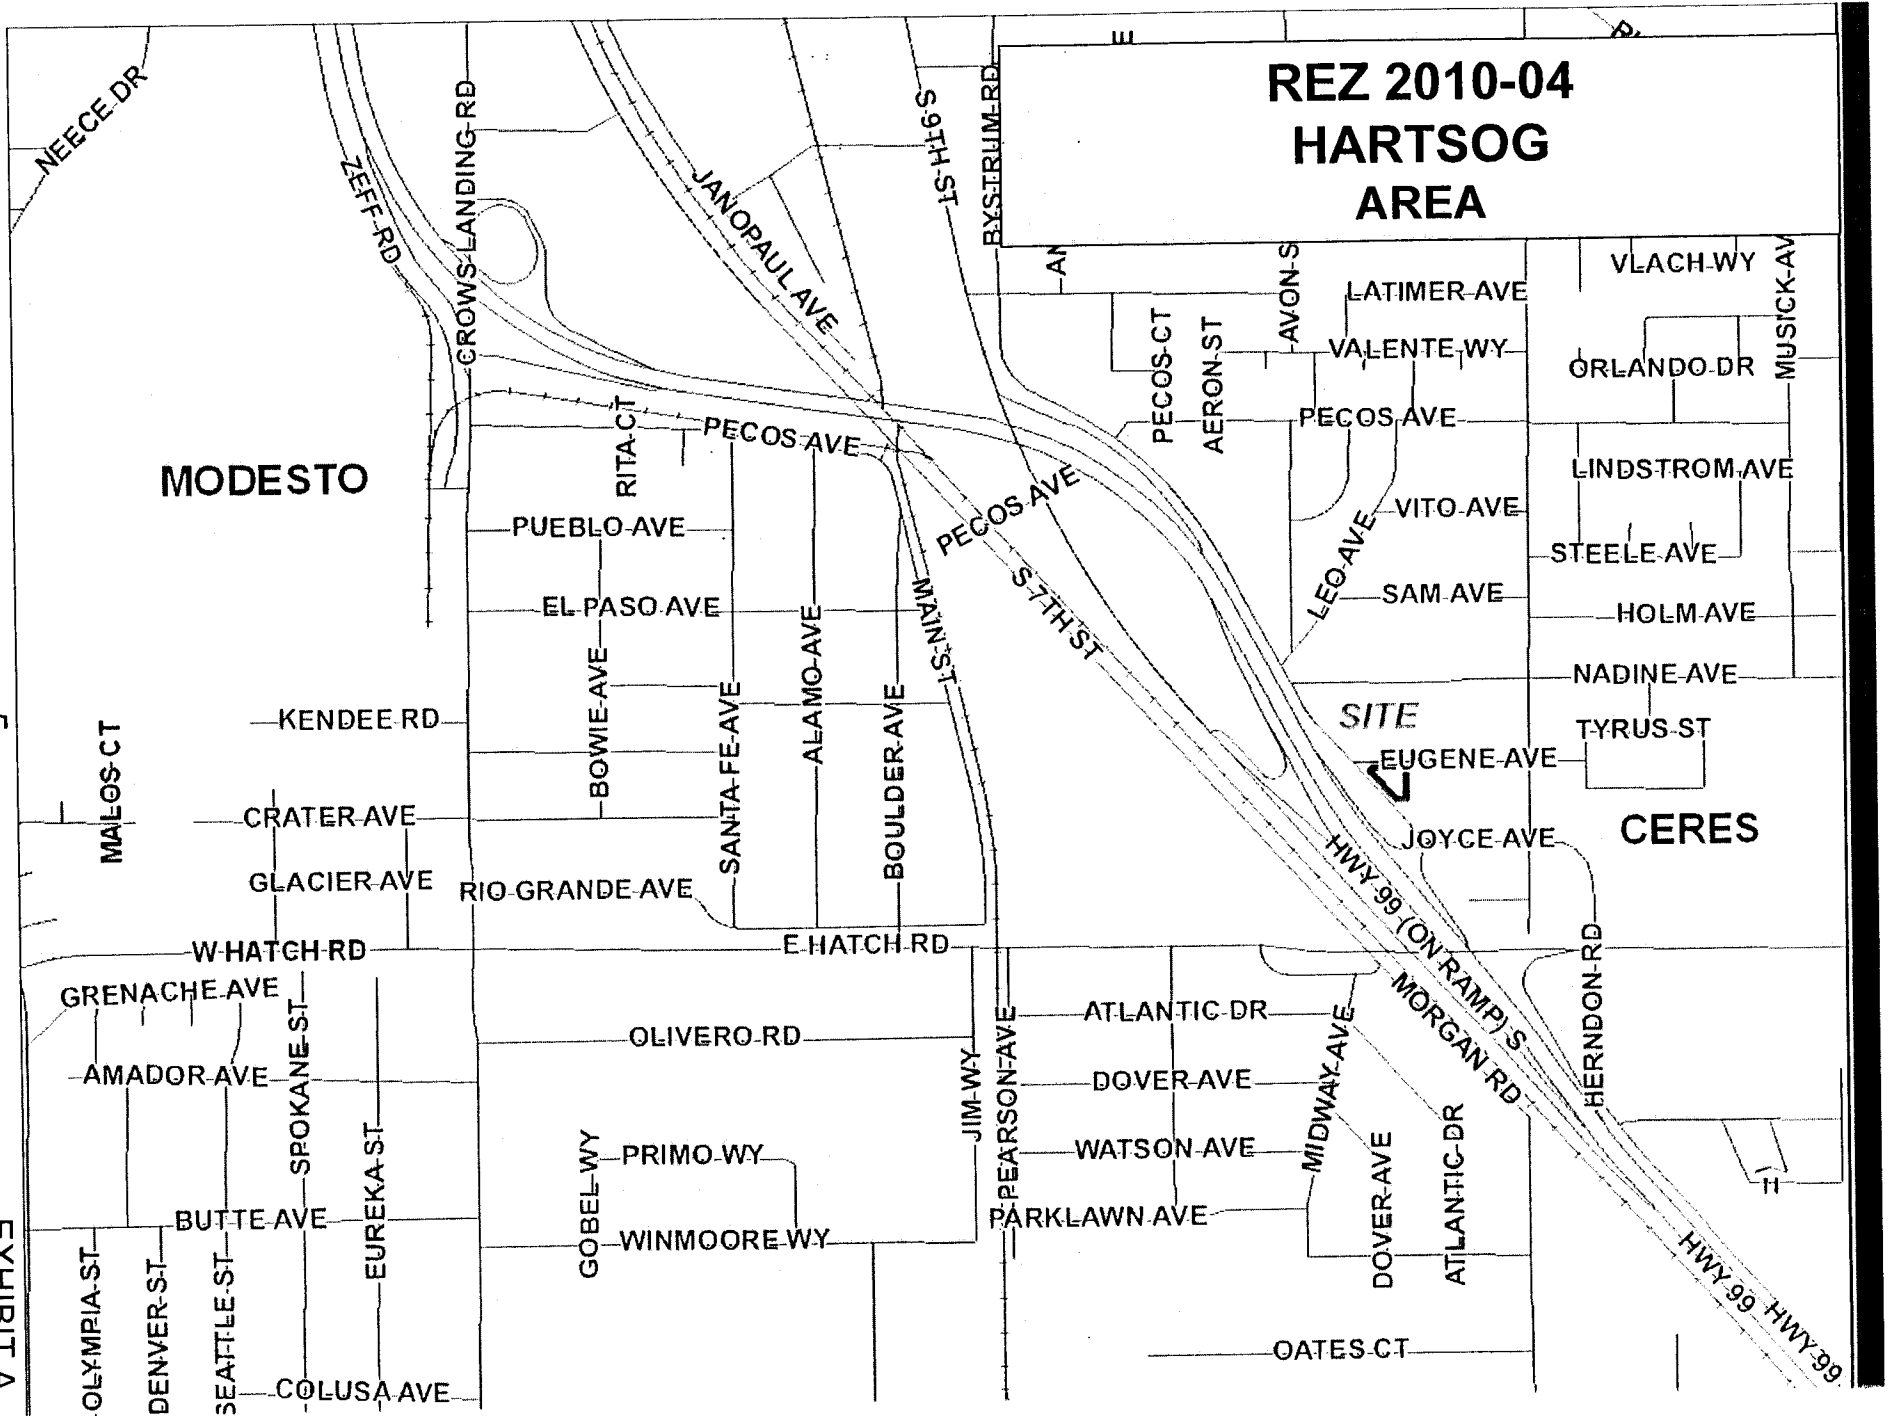 REZ 2010-04
HARTSOG
AREA
NEECE DR
ZEFF RD
CROWS LANDING RD
JANOPAUL AVE
S 9TH ST
BYSTRUM RD
AVON S
LATIMER AVE
VLACH WY
MUSICK AV
VALENTE WY
ORLANDO DR
PECOS CT
AERON ST
PECOS AVE
RITA CT
PECOS AVE
MODESTO
LINDSTROM AVE
PECOS AVE
VITO AVE
PUEBLO AVE
STEELE AVE
LEO AVE
S 7TH ST
SAM AVE
EL PASO AVE
MAIN ST
HOLM AVE
ALAMO AVE
BOWIE AVE
NADINE AVE
SANTA FE AVE
BOULDER AVE
KENDEE RD
SITE
TYRUS ST
MALOS CT
EUGENE AVE
CRATER AVE
CERES
JOYCE AVE
GLACIER AVE
RIO GRANDE AVE
HWY 99 (ON RAMP) S
W HATCH RD
E HATCH RD
HERNDON RD
GRENACHE AVE
SPOKANE ST
ATLANTIC DR
MORGAN RD
OLIVERO RD
MIDWAY AVE
AMADOR AVE
JIM WY
PEARSON AVE
DOVER AVE
EUREKA ST
GOBEL WY
PRIMO WY
WATSON AVE
DOVER AVE
ATLANTIC DR
BUTTE AVE
PARKLAWN AVE
WINMOORE WY
OLYMPIA ST
DENVER ST
SEATTLE ST
HWY 99
HWY 99
OATES CT
COLUSA AVE
EXHIBIT A